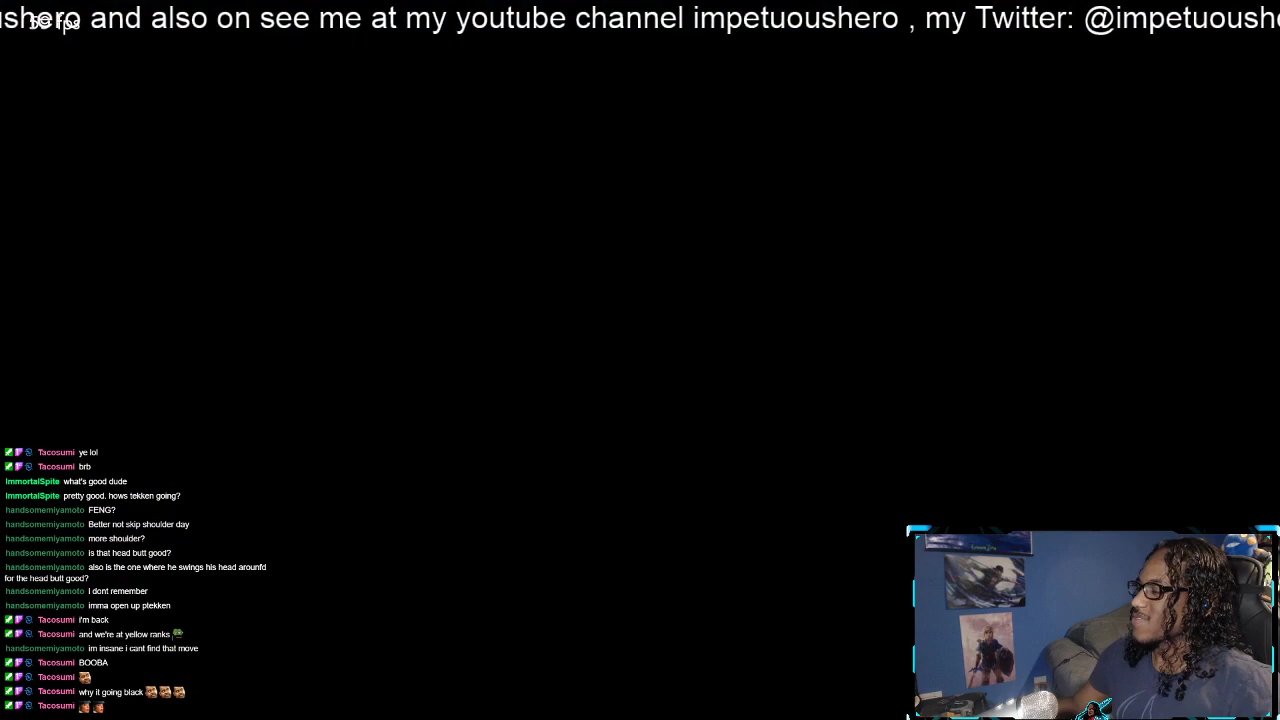 ushero and also on see me at my youtube channel impetuoushero , my Twitter: @impetuoush
fps
Tacosumi ye lol
Tacosumi brb
ImmortalSpite what's good dude
ImmortalSpite pretty good. hows tekken going?
handsomemiyamoto FENG?
handsomemiyamoto Better not skip shoulder day
handsomemiyamoto more shoulder?
handsomemiyamoto is that head butt good?
handsomemiyamoto also is the one where he swings his head arounfd
for the head butt good?
handsomemiyamoto I dont remember
handsomemiyamoto imma open up ptekken
Tacosumi i'm back
Tacosumi and we're at yellow ranks
handsomemiyamoto im insane i cant find that move
Tacosumi BOOBA
Tacosumi
Tacosumi why it going black
Tacosumi